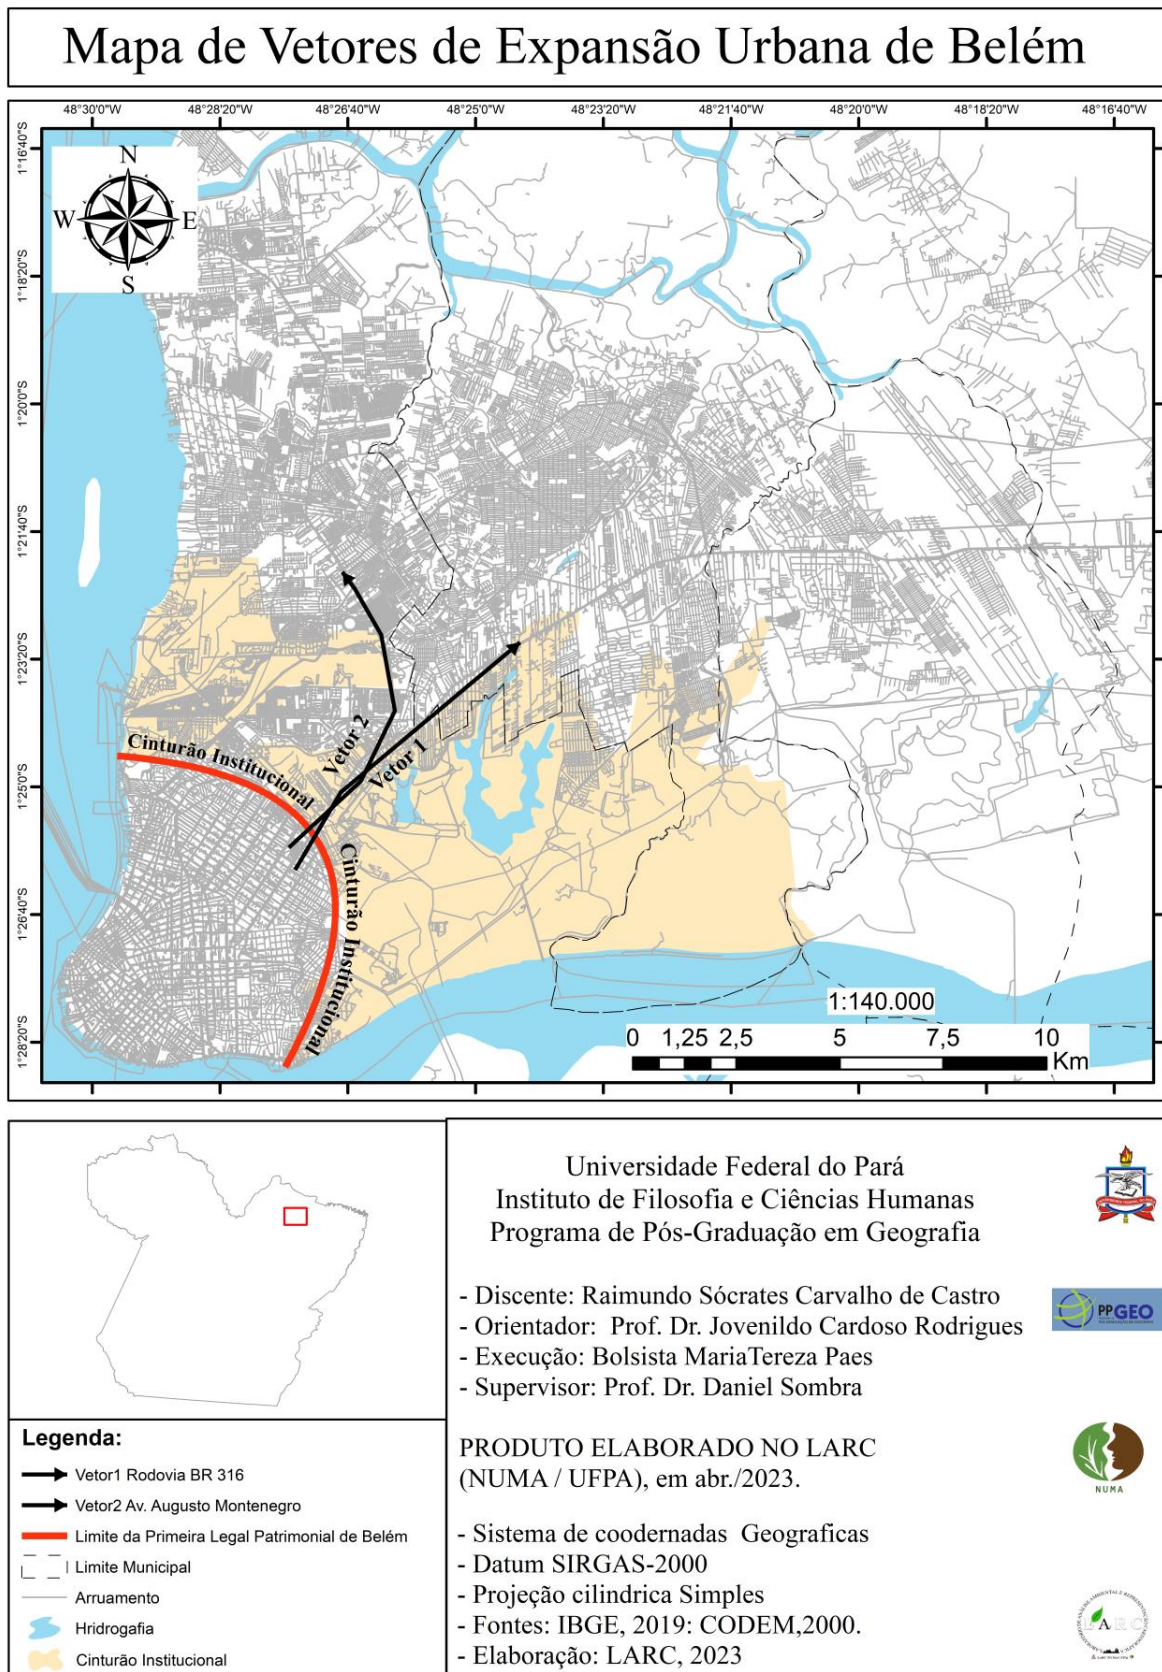 Mapa de Vetores de Expansão Urbana de Belém
48°30'0"W 48°28'20"W 48°26'40"W 48°25'0"W 48°23'20"W 48°21'40"W 48°20'0"W 48°18'20"W 48°16'40"W
1°16'40"S
N
W E
S
1°18'20"S
1°20'0"S
1°21'40"S
1°23'20"S
Vetor 2
Vetor 1
Cinturão Institucional
1°25'0"S
Cinturão Institucional
1°26'40"S
1°28'20"S
1:140.000
0 1,25 2,5 5 7,5 10
Km
Universidade Federal do Pará
Instituto de Filosofia e Ciências Humanas
Programa de Pós-Graduação em Geografia
- Discente: Raimundo Sócrates Carvalho de Castro
- Orientador: Prof. Dr. Jovenildo Cardoso Rodrigues
- Execução: Bolsista MariaTereza Paes
- Supervisor: Prof. Dr. Daniel Sombra
PPGEO
PRODUTO ELABORADO NO LARC
(NUMA / UFPA), em abr./2023.
NUMA
- Sistema de coodernadas Geograficas
- Datum SIRGAS-2000
- Projeção cilindrica Simples
- Fontes: IBGE, 2019: CODEM,2000.
- Elaboração: LARC, 2023
LARC
Legenda:
Vetor1 Rodovia BR 316
Vetor2 Av. Augusto Montenegro
Limite da Primeira Legal Patrimonial de Belém
Limite Municipal
Arruamento
Hridrogafia
Cinturão Institucional